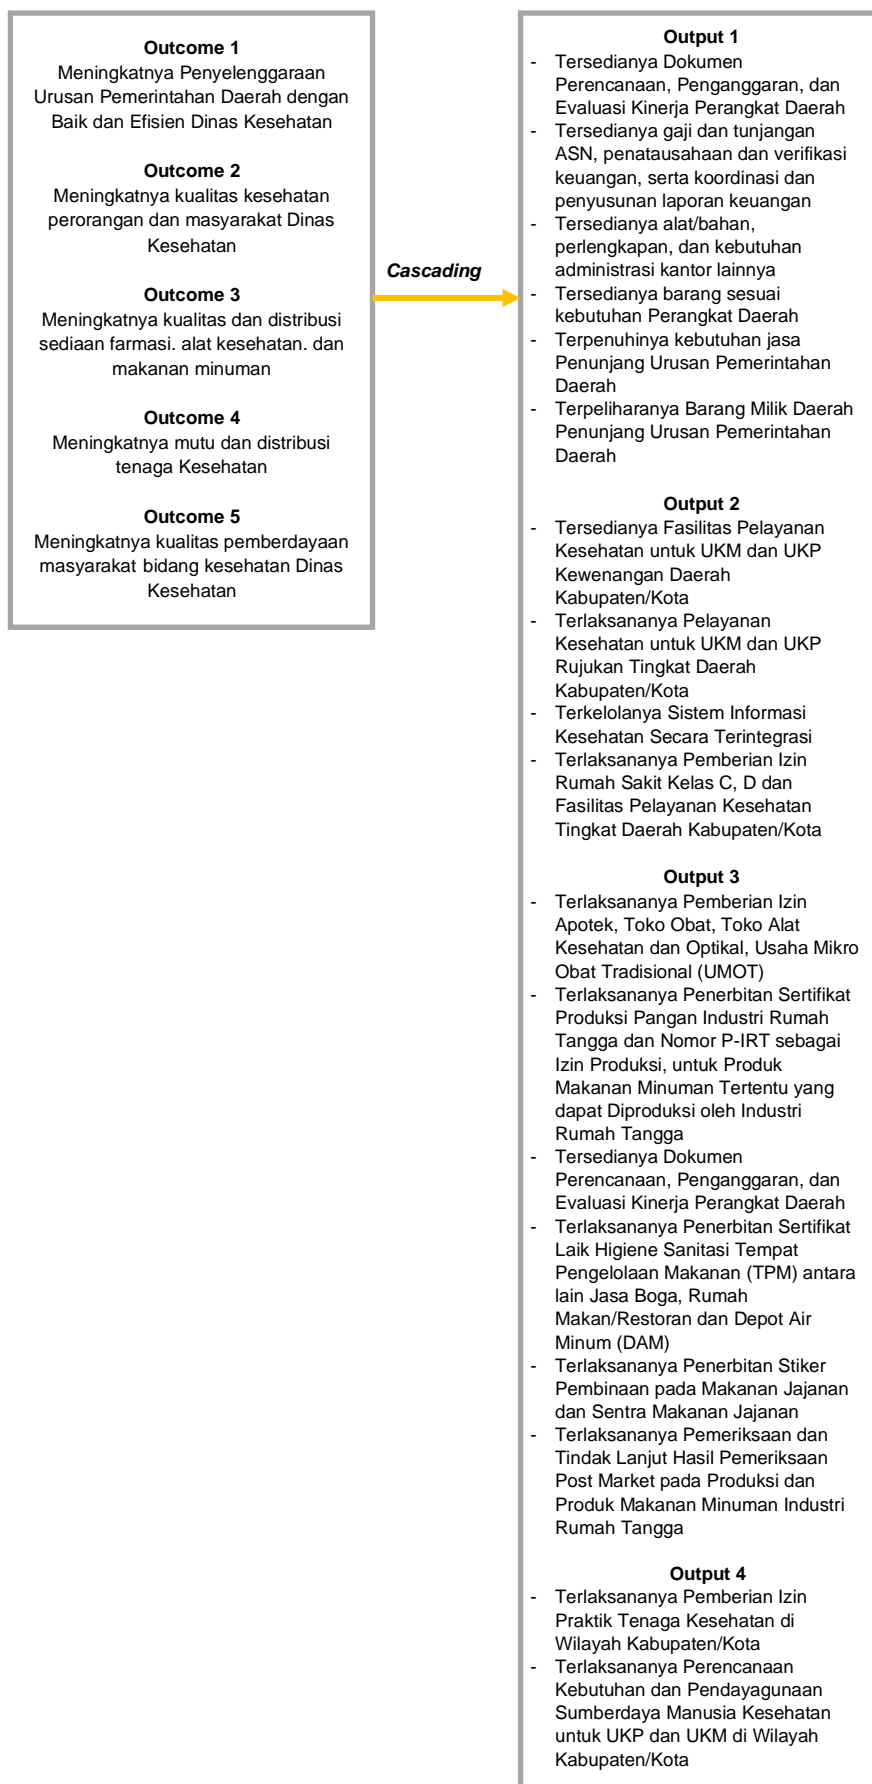 Outcome 1
Meningkatnya Penyelenggaraan
Urusan Pemerintahan Daerah dengan
Baik dan Efisien Dinas Kesehatan
Outcome 2
Meningkatnya kualitas kesehatan
perorangan dan masyarakat Dinas
Kesehatan
Outcome 3
Meningkatnya kualitas dan distribusi
sediaan farmasi. alat kesehatan. dan
makanan minuman
Outcome 4
Meningkatnya mutu dan distribusi
tenaga Kesehatan
Outcome 5
Meningkatnya kualitas pemberdayaan
masyarakat bidang kesehatan Dinas
Kesehatan
Cascading
Output 1
- Tersedianya Dokumen
Perencanaan, Penganggaran, dan
Evaluasi Kinerja Perangkat Daerah
- Tersedianya gaji dan tunjangan
ASN, penatausahaan dan verifikasi
keuangan, serta koordinasi dan
penyusunan laporan keuangan
- Tersedianya alat/bahan,
perlengkapan, dan kebutuhan
administrasi kantor lainnya
- Tersedianya barang sesuai
kebutuhan Perangkat Daerah
- Terpenuhinya kebutuhan jasa
Penunjang Urusan Pemerintahan
Daerah
- Terpeliharanya Barang Milik Daerah
Penunjang Urusan Pemerintahan
Daerah
Output 2
- Tersedianya Fasilitas Pelayanan
Kesehatan untuk UKM dan UKP
Kewenangan Daerah
Kabupaten/Kota
- Terlaksananya Pelayanan
Kesehatan untuk UKM dan UKP
Rujukan Tingkat Daerah
Kabupaten/Kota
- Terkelolanya Sistem Informasi
Kesehatan Secara Terintegrasi
- Terlaksananya Pemberian Izin
Rumah Sakit Kelas C, D dan
Fasilitas Pelayanan Kesehatan
Tingkat Daerah Kabupaten/Kota
Output 3
- Terlaksananya Pemberian Izin
Apotek, Toko Obat, Toko Alat
Kesehatan dan Optikal, Usaha Mikro
Obat Tradisional (UMOT)
- Terlaksananya Penerbitan Sertifikat
Produksi Pangan Industri Rumah
Tangga dan Nomor P-IRT sebagai
Izin Produksi, untuk Produk
Makanan Minuman Tertentu yang
dapat Diproduksi oleh Industri
Rumah Tangga
- Tersedianya Dokumen
Perencanaan, Penganggaran, dan
Evaluasi Kinerja Perangkat Daerah
- Terlaksananya Penerbitan Sertifikat
Laik Higiene Sanitasi Tempat
Pengelolaan Makanan (TPM) antara
lain Jasa Boga, Rumah
Makan/Restoran dan Depot Air
Minum (DAM)
- Terlaksananya Penerbitan Stiker
Pembinaan pada Makanan Jajanan
dan Sentra Makanan Jajanan
- Terlaksananya Pemeriksaan dan
Tindak Lanjut Hasil Pemeriksaan
Post Market pada Produksi dan
Produk Makanan Minuman Industri
Rumah Tangga
Output 4
- Terlaksananya Pemberian Izin
Praktik Tenaga Kesehatan di
Wilayah Kabupaten/Kota
- Terlaksananya Perencanaan
Kebutuhan dan Pendayagunaan
Sumberdaya Manusia Kesehatan
untuk UKP dan UKM di Wilayah
Kabupaten/Kota